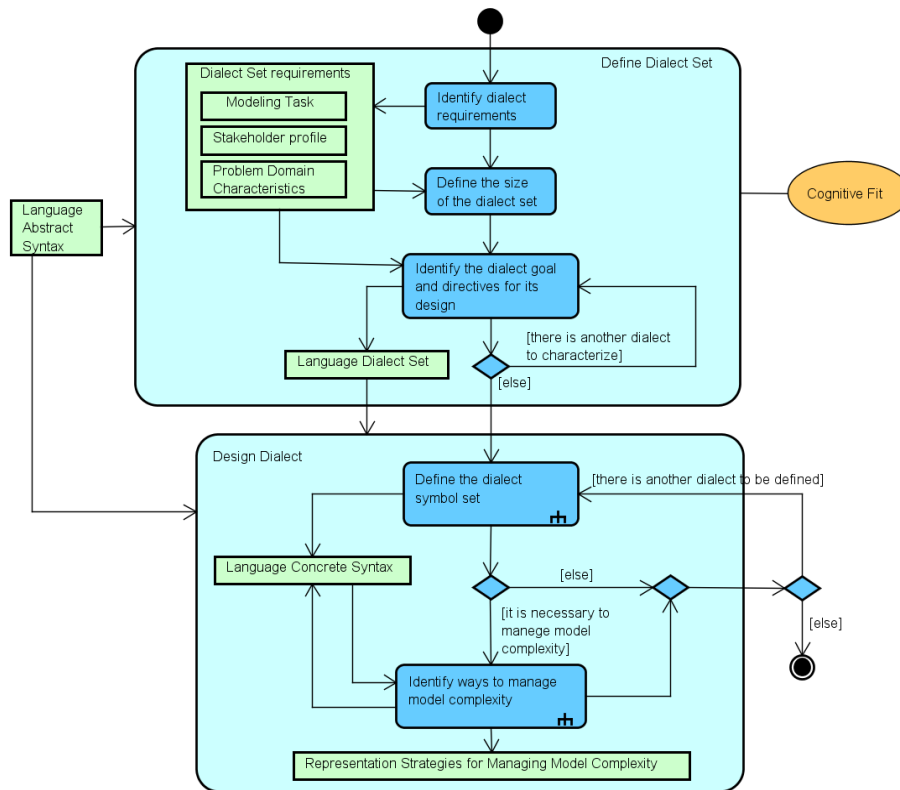 Define Dialect Set
Dialect Set requirements
Modeling Task
Stakeholder profile
Problem Domain
Characteristics
Identify dialect
requirements
Define the size
of the dialect set
Cognitive Fit
Language
Abstract
Syntax
Identify the dialect goal
and directives for its
design
[there is another dialect
to characterize]
Language Dialect Set
[else]
Design Dialect
Define the dialect
symbol set
[there is another dialect to be defined]
Language Concrete Syntax
[else]
[it is necessary to
manege model
complexity]
[else]
Identify ways to manage
model complexity
Representation Strategies for Managing Model Complexity